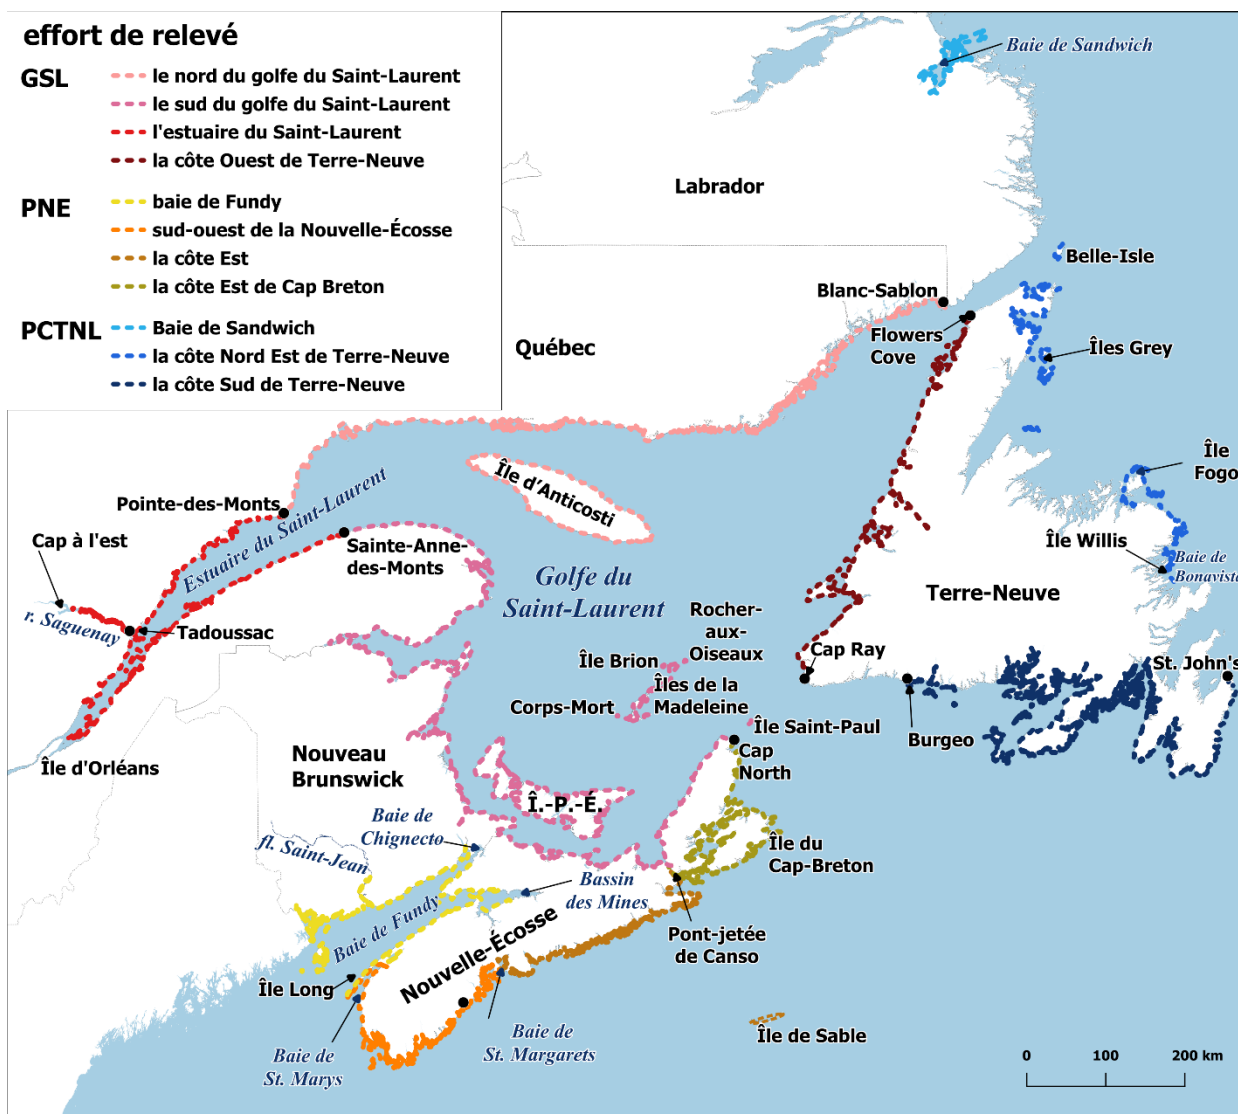 effort de relevé
GSL
le nord du golfe du Saint-Laurent
le sud du golfe du Saint-Laurent
l'estuaire du Saint-Laurent
la côte Ouest de Terre-Neuve
PNE
baie de Fundy
sud-ouest de la Nouvelle-Écosse
la côte Est
la côte Est de Cap Breton
PCTNL
Baie de Sandwich
la côte Nord Est de Terre-Neuve
la côte Sud de Terre-Neuve
Baie de Sandwich
Labrador
Belle-Isle
Blanc-Sablon
Flowers
Cove
Québec
Îles Grey
Île
Fogo
Île d'Anticosti
Pointe-des-Monts
Estuaire du Saint-Laurent
Cap à l'est
Sainte-Anne-
des-Monts
Île Willis
Baie de
Bonavista
Golfe du
Saint-Laurent
Terre-Neuve
r. Saguenay
Tadoussac
Rocher-
aux-
Oiseaux
Île Brion
Cap Ray
St. John's
Îles de la
Madeleine
Corps-Mort
Île Saint-Paul
Burgeo
Cap
North
Île d'Orléans
Nouveau
Brunswick
Î.-P.-É.
Baie de
Chignecto
fl. Saint-Jean
Île du
Cap-Breton
Bassin
des Mines
Baie de Fundy
Pont-jetée
de Canso
Nouvelle-Écosse
Île Long
Baie de
St. Marys
Baie de
St. Margarets
Île de Sable
0 100 200 km